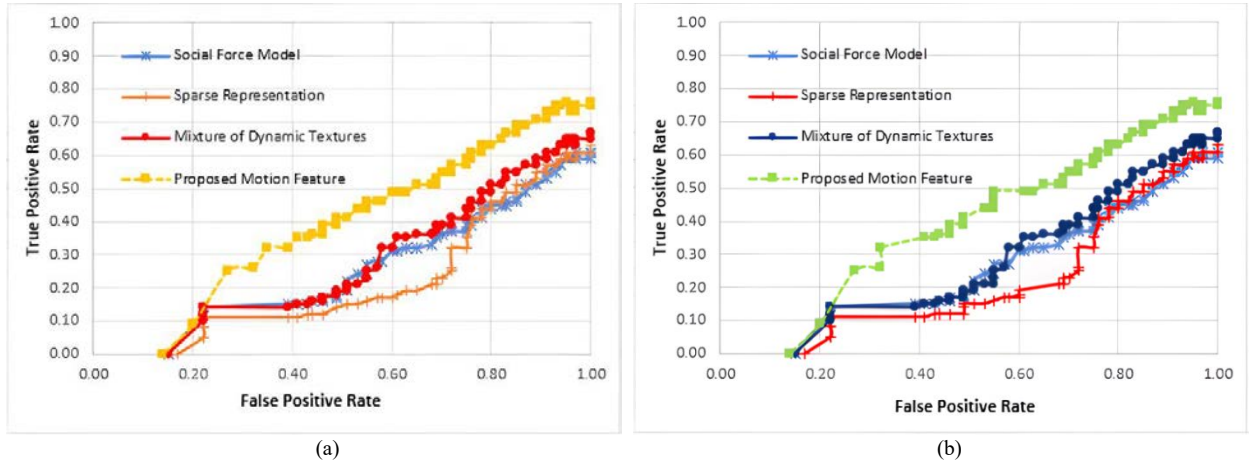 1.00
0.90
0.80
0.70
0.60
0.50
0.40
0.30
0.20
0.10
0.00
True Positive Rate
Social Force Model
Sparse Representation
Mixture of Dynamic Textures
Proposed Motion Feature
0.00 0.20 0.40 0.60 0.80 1.00
False Positive Rate
(a)
1.00
0.90
0.80
0.70
0.60
0.50
0.40
0.30
0.20
0.10
0.00
True Positive Rate
Social Force Model
Sparse Representation
Mixture of Dynamic Textures
Proposed Motion Feature
0.00 0.20 0.40 0.60 0.80 1.00
False Positive Rate
(b)